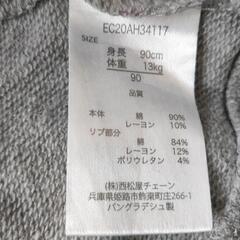 EC20AH34117
SIZE
身長 90cm
体重 13kg
90
品質
本体 綿 90%
レーヨン 10%
リブ部分
綿 84%
レーヨン 12%
ポリウレタン 4%
(株)西松屋チェーン
兵庫県姫路市飾東町庄266-1
バングラデシュ製